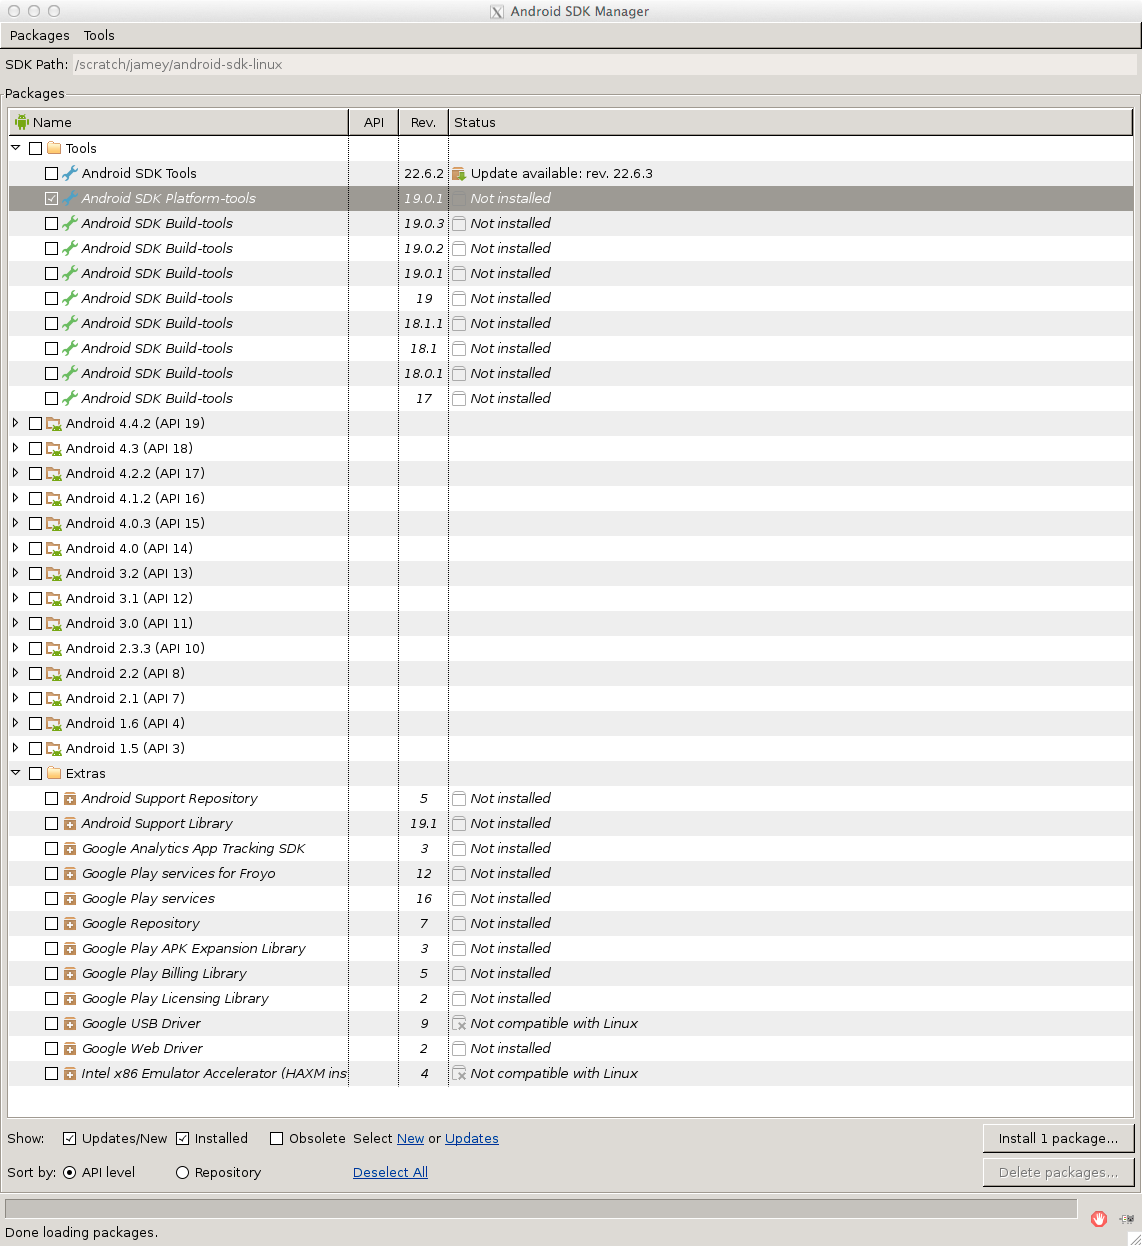 Android SDK Manager
Packages Tools
SDK Path: /scratch/jamey/android-sdk-linux
Packages
Name API Rev. Status
Tools
Android SDK Tools 22.6.2 Update available: rev. 22.6.3
Android SDK Platform-tools 19.0.1 Not installed
Android SDK Build-tools 19.0.3 Not installed
Android SDK Build-tools 19.0.2 Not installed
Android SDK Build-tools 19.0.1 Not installed
Android SDK Build-tools 19 Not installed
Android SDK Build-tools 18.1.1 Not installed
Android SDK Build-tools 18.1 Not installed
Android SDK Build-tools 18.0.1 Not installed
Android SDK Build-tools 17 Not installed
Android 4.4.2 (API 19)
Android 4.3 (API 18)
Android 4.2.2 (API 17)
Android 4.1.2 (API 16)
Android 4.0.3 (API 15)
Android 4.0 (API 14)
Android 3.2 (API 13)
Android 3.1 (API 12)
Android 3.0 (API 11)
Android 2.3.3 (API 10)
Android 2.2 (API 8)
Android 2.1 (API 7)
Android 1.6 (API 4)
Android 1.5 (API 3)
Extras
Android Support Repository 5 Not installed
Android Support Library 19.1 Not installed
Google Analytics App Tracking SDK 3 Not installed
Google Play services for Froyo 12 Not installed
Google Play services 16 Not installed
Google Repository 7 Not installed
Google Play APK Expansion Library 3 Not installed
Google Play Billing Library 5 Not installed
Google Play Licensing Library 2 Not installed
Google USB Driver 9 Not compatible with Linux
Google Web Driver 2 Not installed
Intel x86 Emulator Accelerator (HAXM ins 4 Not compatible with Linux
Show: Updates/New Installed Obsolete Select New or Updates Install 1 package...
Sort by: API level Repository Deselect All Delete packages...
Done loading packages.